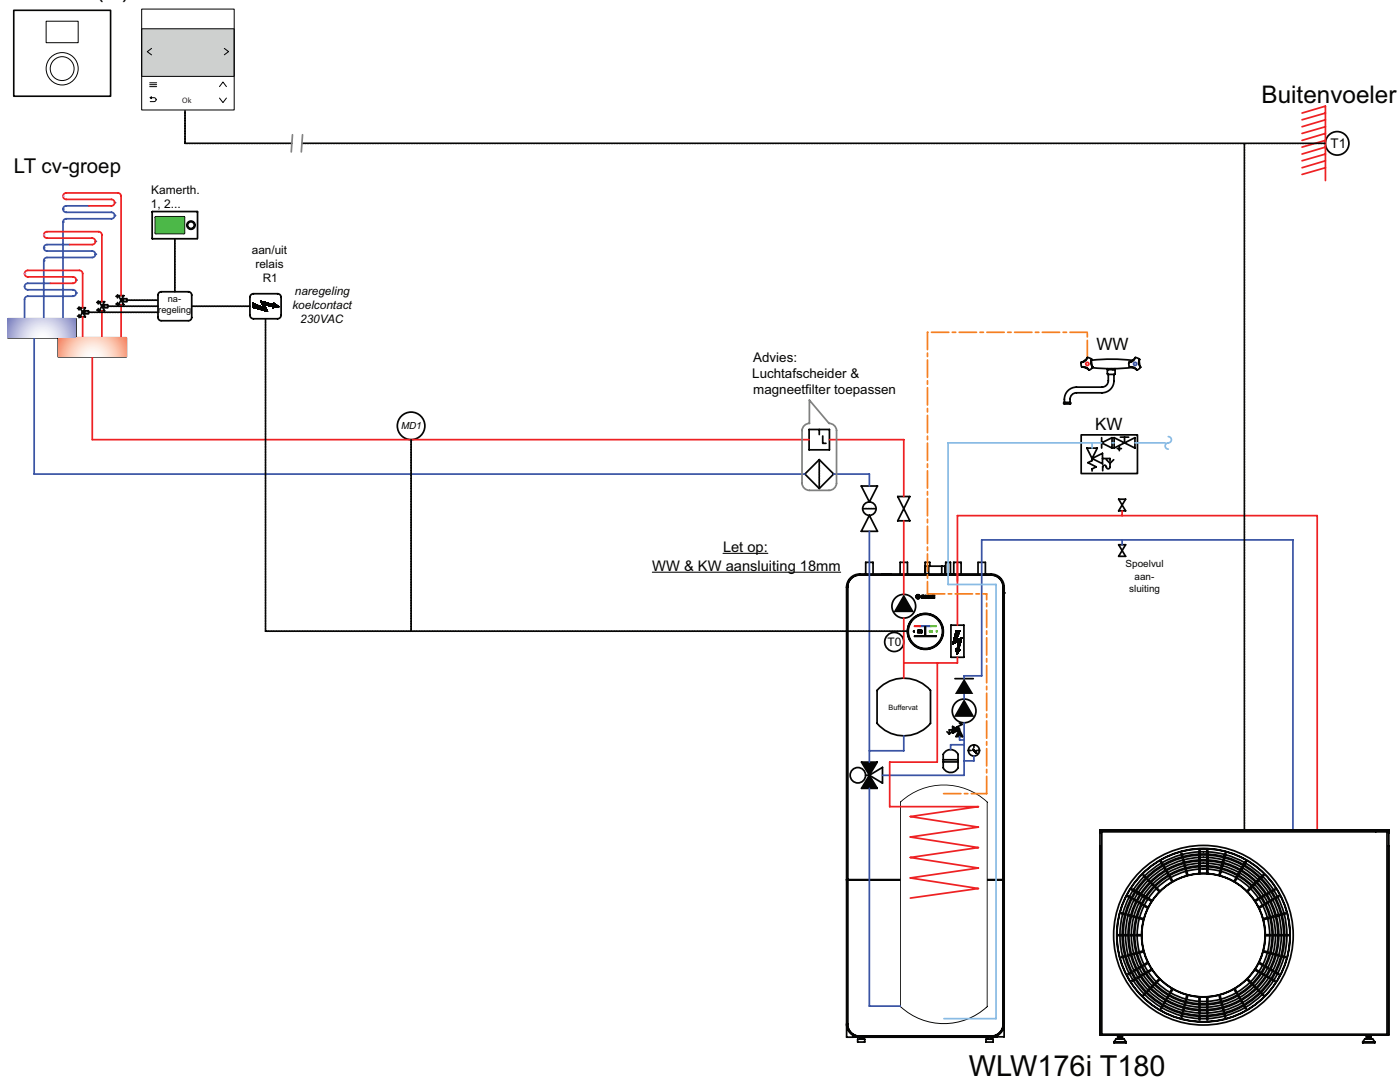 Ok
Buitenvoeler
T1
LT cv-groep
Kamerth.
1, 2...
aan/uit
relais
R1
na-
regeling
naregeling
koelcontact
230VAC
Advies:
Luchtafscheider &
magneetfilter toepassen
WW
MD1
KW
Let op:
WW & KW aansluiting 18mm
Spoelvul
aan-
sluiting
T0
Buffervat
WLW176i T180